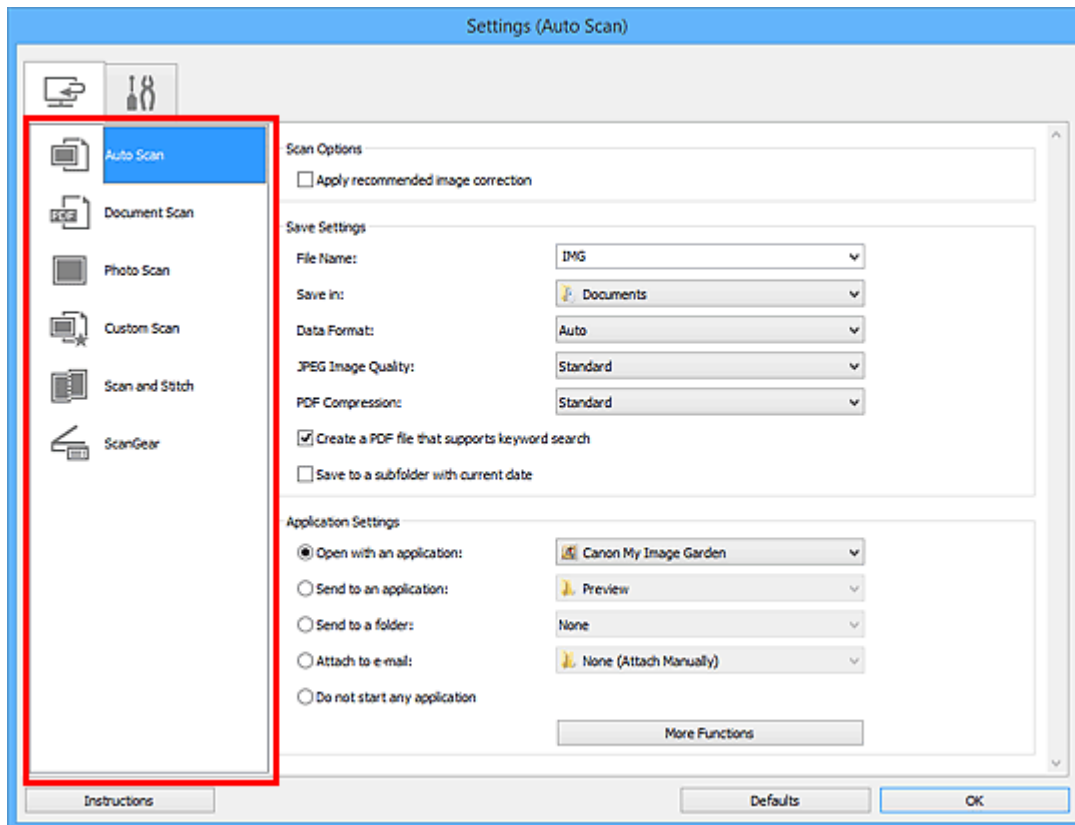 Settings (Auto Scan)
Auto Scan
PDF
Document Scan
Photo Scan
Custom Scan
Scan and Stitch
ScanGear
Scan Options
Apply recommended image correction
Save Settings
File Name: IMG
Save in: Documents
Data Format: Auto
JPEG Image Quality: Standard
PDF Compression: Standard
Create a PDF file that supports keyword search
Save to a subfolder with current date
Application Settings
Open with an application: Canon My Image Garden
Send to an application: Preview
Send to a folder: None
Attach to e-mail: None (Attach Manually)
Do not start any application
More Functions
Instructions Defaults OK